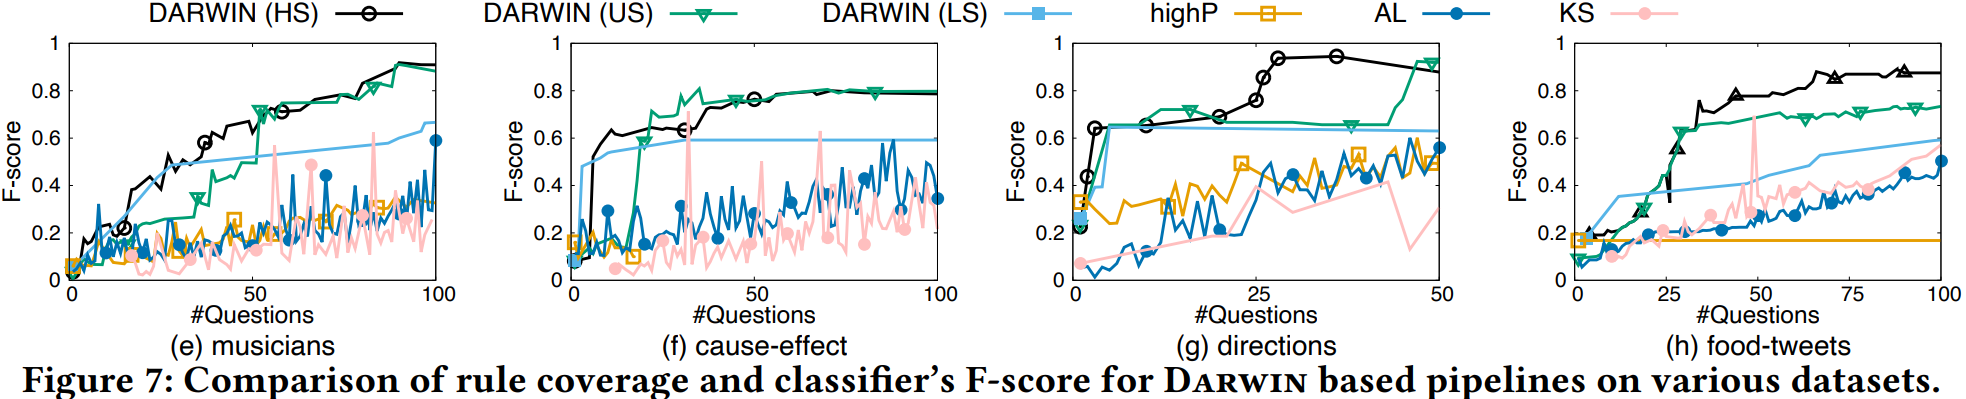 DARWIN (HS) DARWIN (US) DARWIN (LS) highP AL KS
1 1 1 1
0.8 0.8 0.8 0.8
0.6 0.6 0.6 0.6
0.4 0.4 0.4 0.4
0.2 0.2 0.2 0.2
0 0 0 0
F-score F-score F-score F-score
0 50 100 0 50 100 0 25 50 0 25 50 75 100
#Questions #Questions #Questions #Questions
(e) musicians (f) cause-effect (g) directions (h) food-tweets
Figure 7: Comparison of rule coverage and classifier's F-score for DARWIN based pipelines on various datasets.